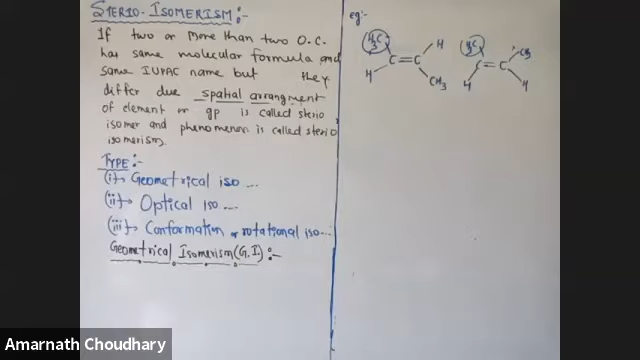 STERIO-ISOMERISM:-
If two or more than two O.C.
has same molecular formula and
same IUPAC name but they
differ due spatial arrangment
of element or gp is called sterio
isomer and phenomenon is called sterio
isomerism.
TYPE:-
(i)→ Geometrical iso...
(ii)→ Optical iso....
(iii)→ Conformation or rotational iso...
Geometrical Isomerism(G.I.):-
eg:-
H3C H
C=C
H CH3
H3C CH3
C=C
H H
Amarnath Choudhary